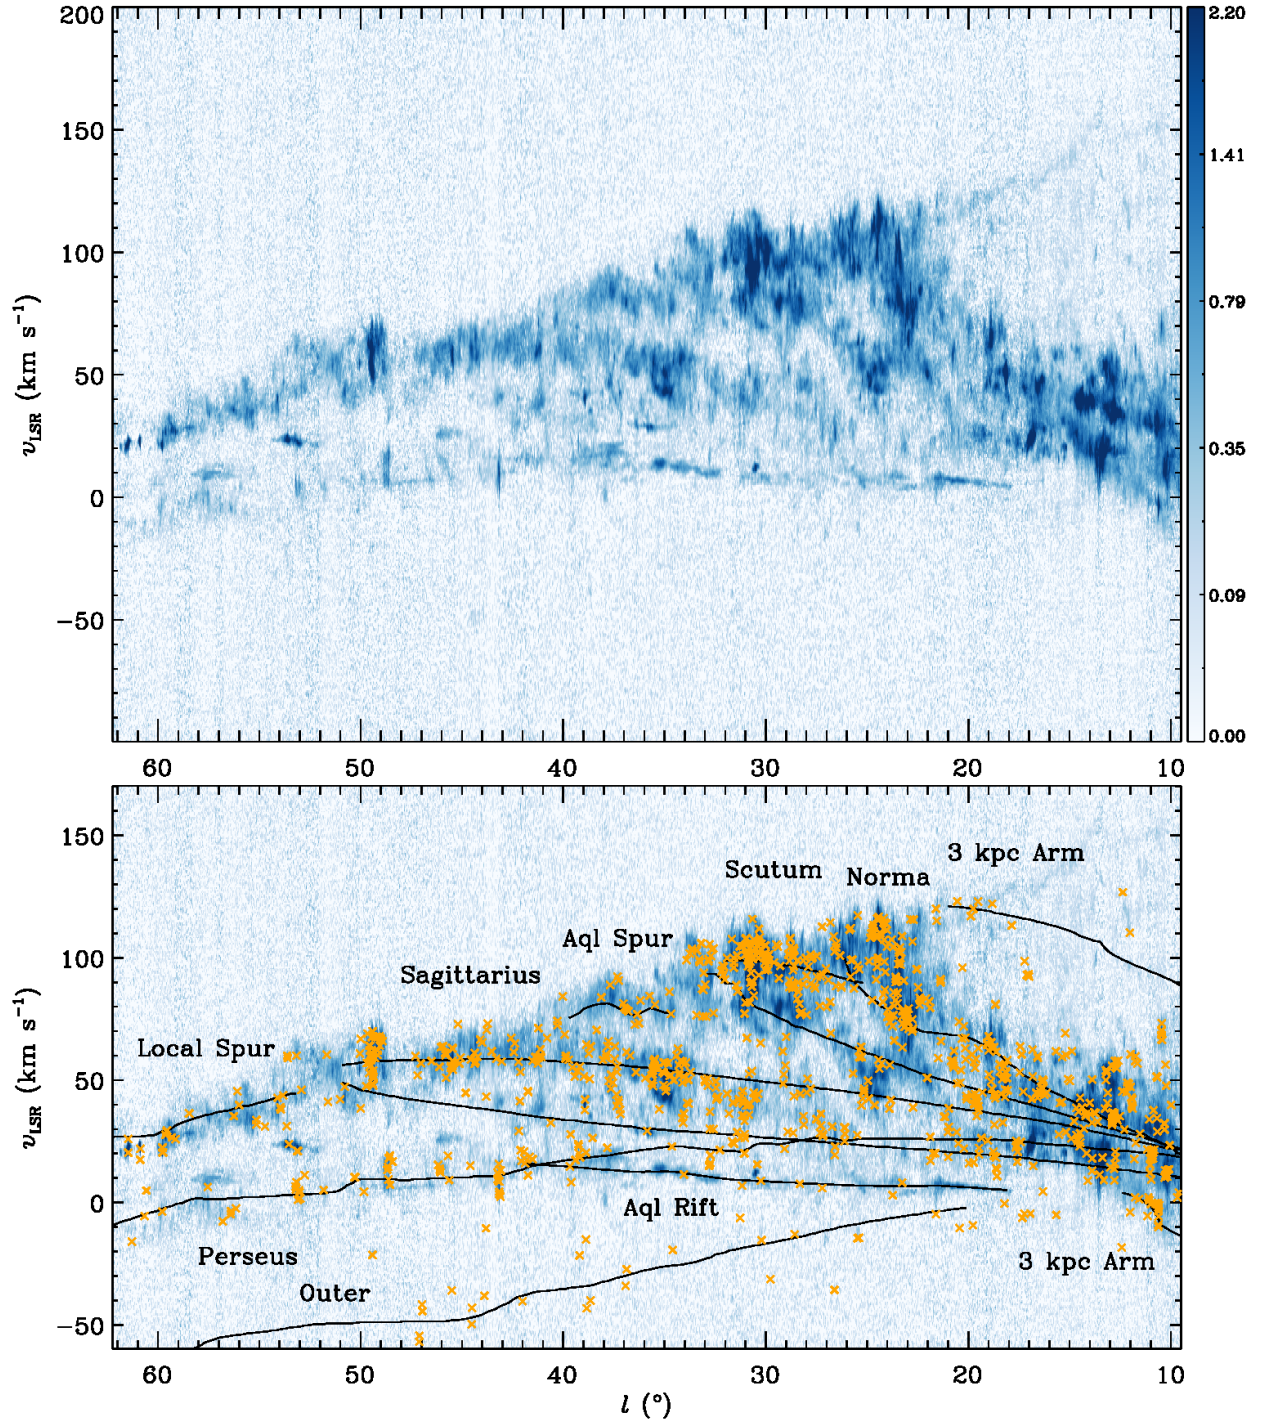 200
150
100
50
0
−50
v_LSR (km s⁻¹)
60 50 40 30 20 10
2.20
1.41
0.79
0.35
0.09
0.00
150
100
50
0
−50
v_LSR (km s⁻¹)
3 kpc Arm
Scutum
Norma
Aql Spur
Sagittarius
Local Spur
Aql Rift
Perseus
3 kpc Arm
Outer
60 50 40 30 20 10
l (°)